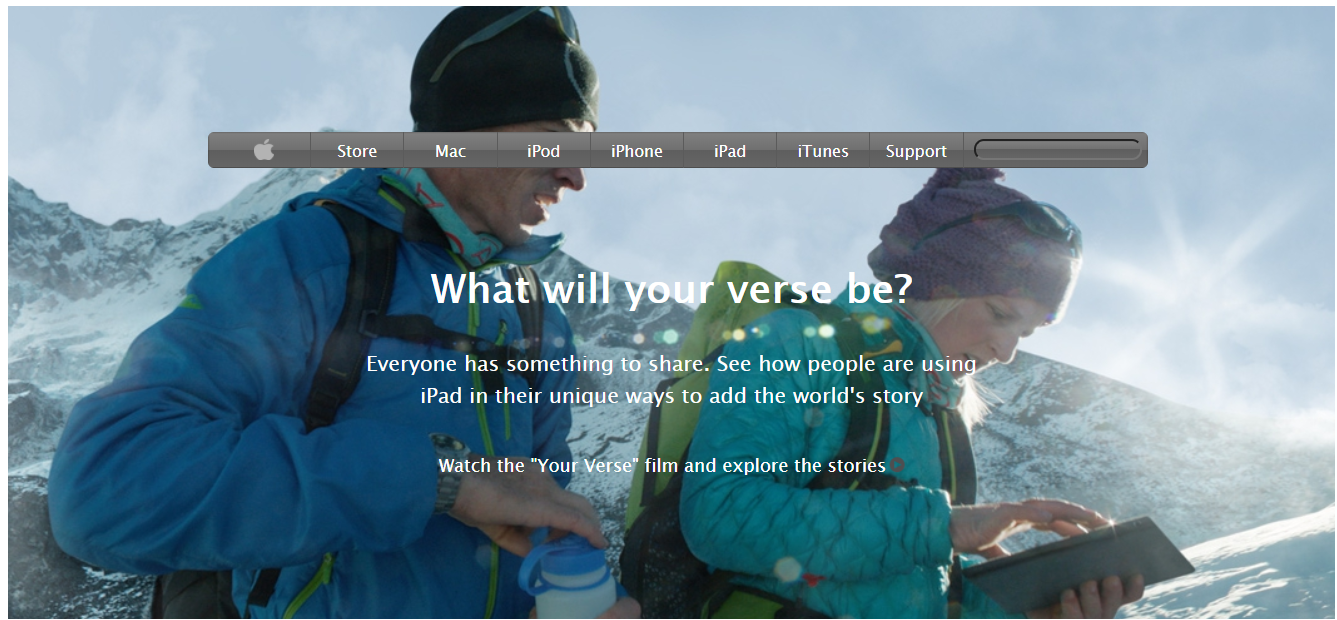 Store Mac iPod iPhone iPad iTunes Support
What will your verse be?
Everyone has something to share. See how people are using
iPad in their unique ways to add the world's story
Watch the "Your Verse" film and explore the stories